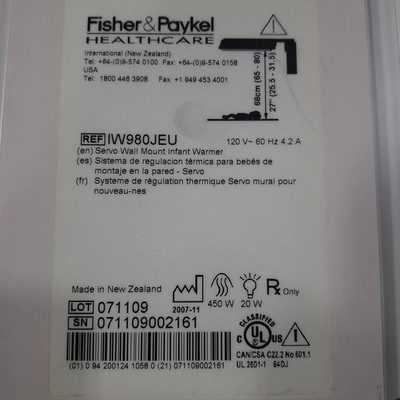 Fisher & Paykel
HEALTHCARE
International (New Zealand)
Tel: +64-(0)9-574 0100 Fax: +64-(0)9-574 0158
USA
Tel: 1800 446 3908 Fax: +1 949 453 4001
68cm (65 - 80)
27" (25.5 - 31.5)
REF IW980JEU
120 V~ 60 Hz 4.2 A
(en) Servo Wall Mount Infant Warmer
(es) Sistema de regulacion térmica para bebés de
montaje en la pared - Servo
(fr) Systeme de régulation thermique Servo mural pour
nouveau-nes
Made in New Zealand
2007-11
450 W
20 W
Rx Only
LOT 071109
SN 071109002161
CLASSIFIED
C UL US
CAN/CSA C22.2 No 601.1
UL 2601-1 84DJ
(01) 0 94 200124 1058 0 (21) 071109002161